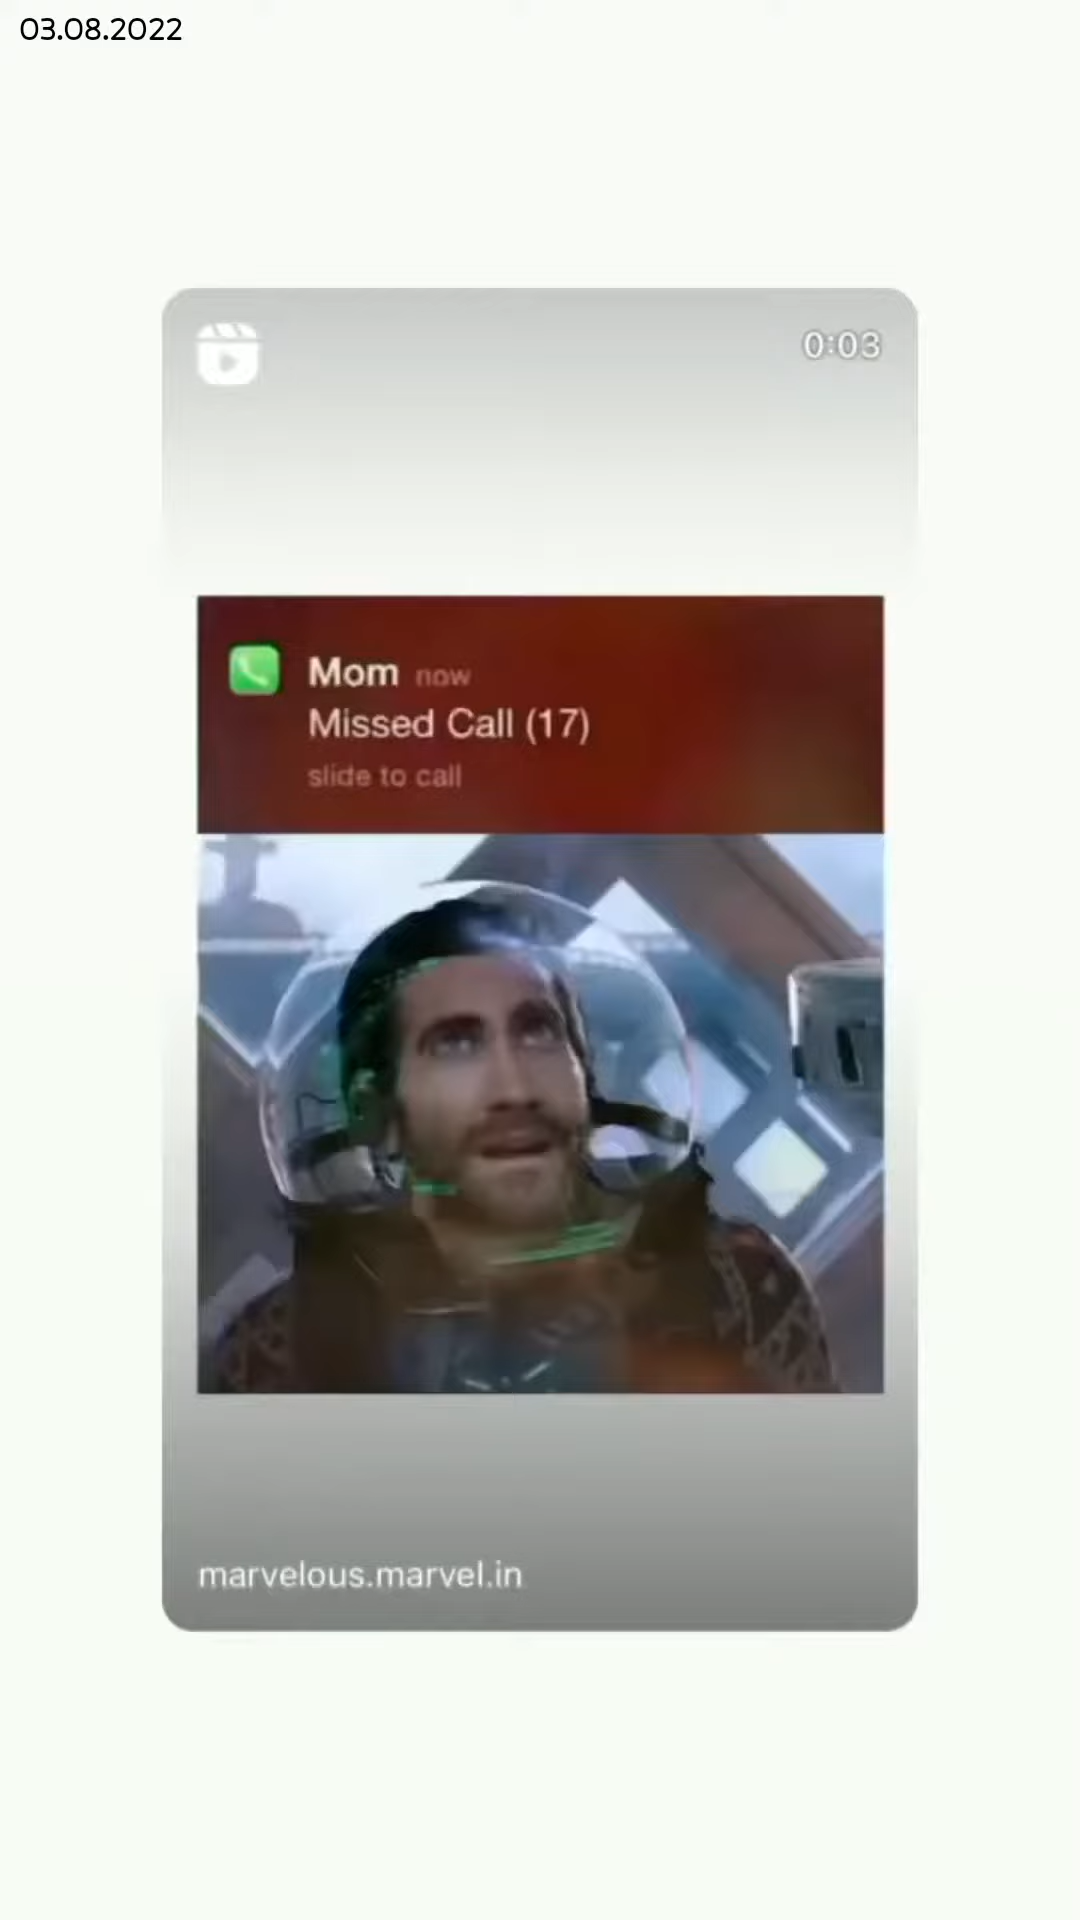 03.08.2022
0:03
Mom now
Missed Call (17)
slide to call
marvelous.marvel.in